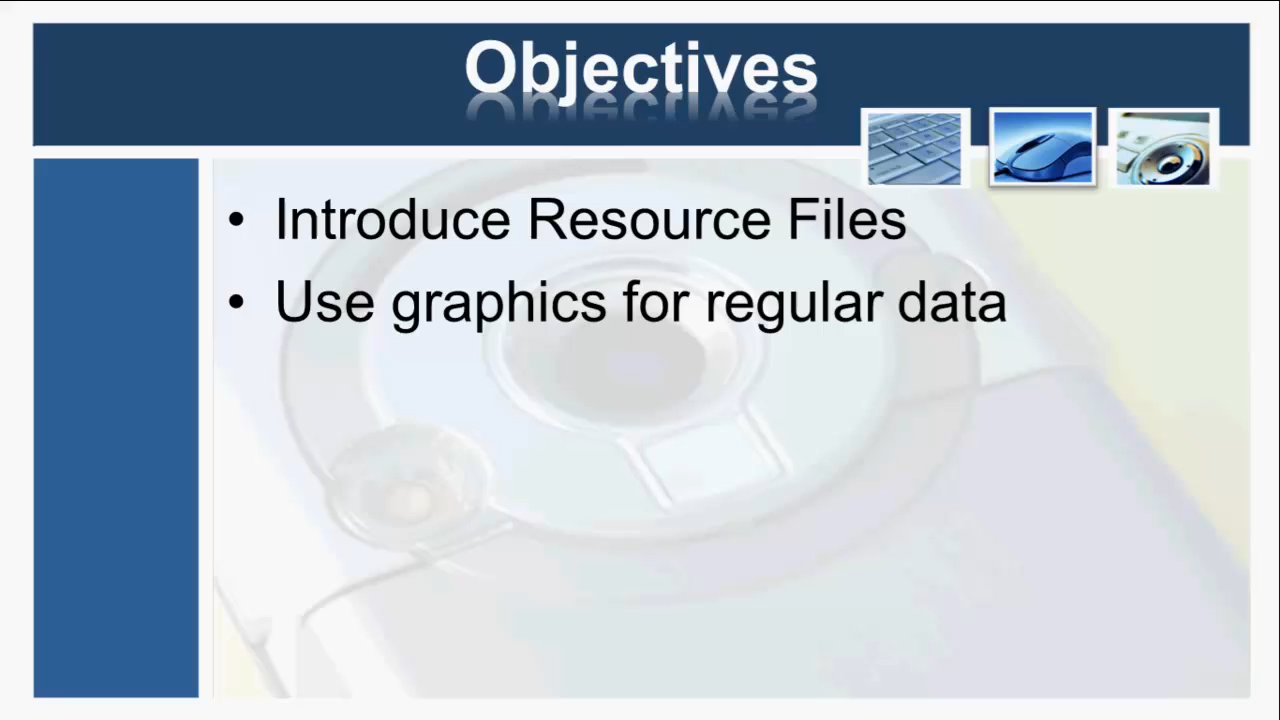 Objectives
• Introduce Resource Files
• Use graphics for regular data